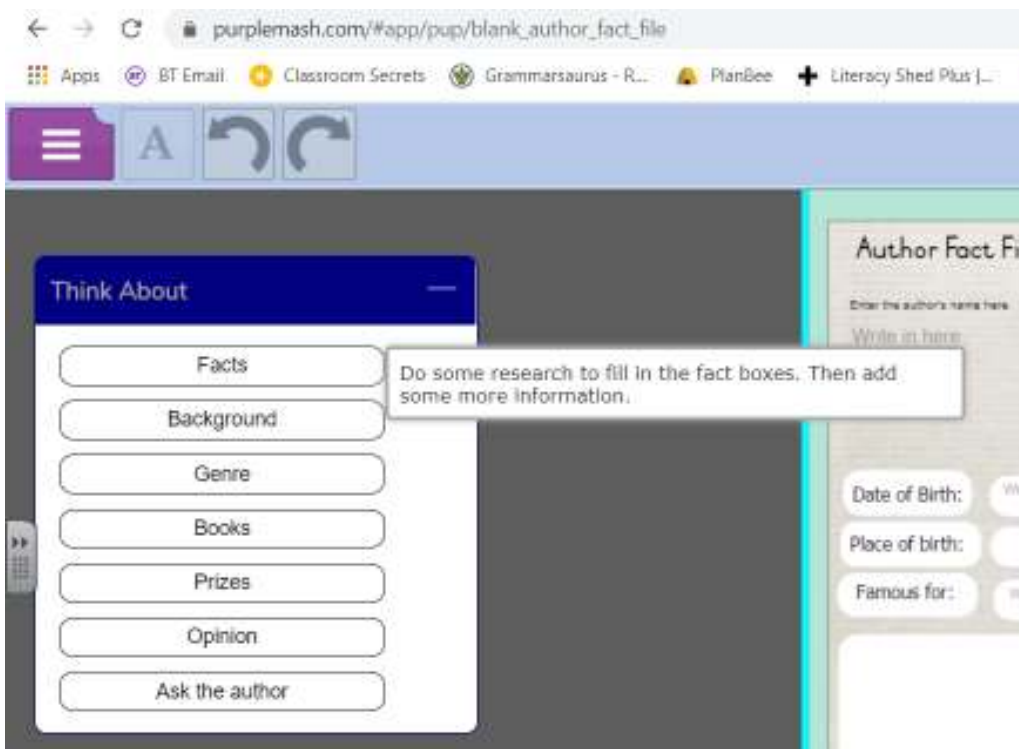 purplemash.com/#app/pup/blank_author_fact_file
Apps BT Email Classroom Secrets Grammarsaurus - R... PlanBee Literacy Shed Plus |...
A
Think About
Facts
Background
Genre
Books
Prizes
Opinion
Ask the author
Do some research to fill in the fact boxes. Then add
some more information.
Author Fact Fi
Enter the author's name here
Write in here
Date of Birth:
Place of birth:
Famous for: